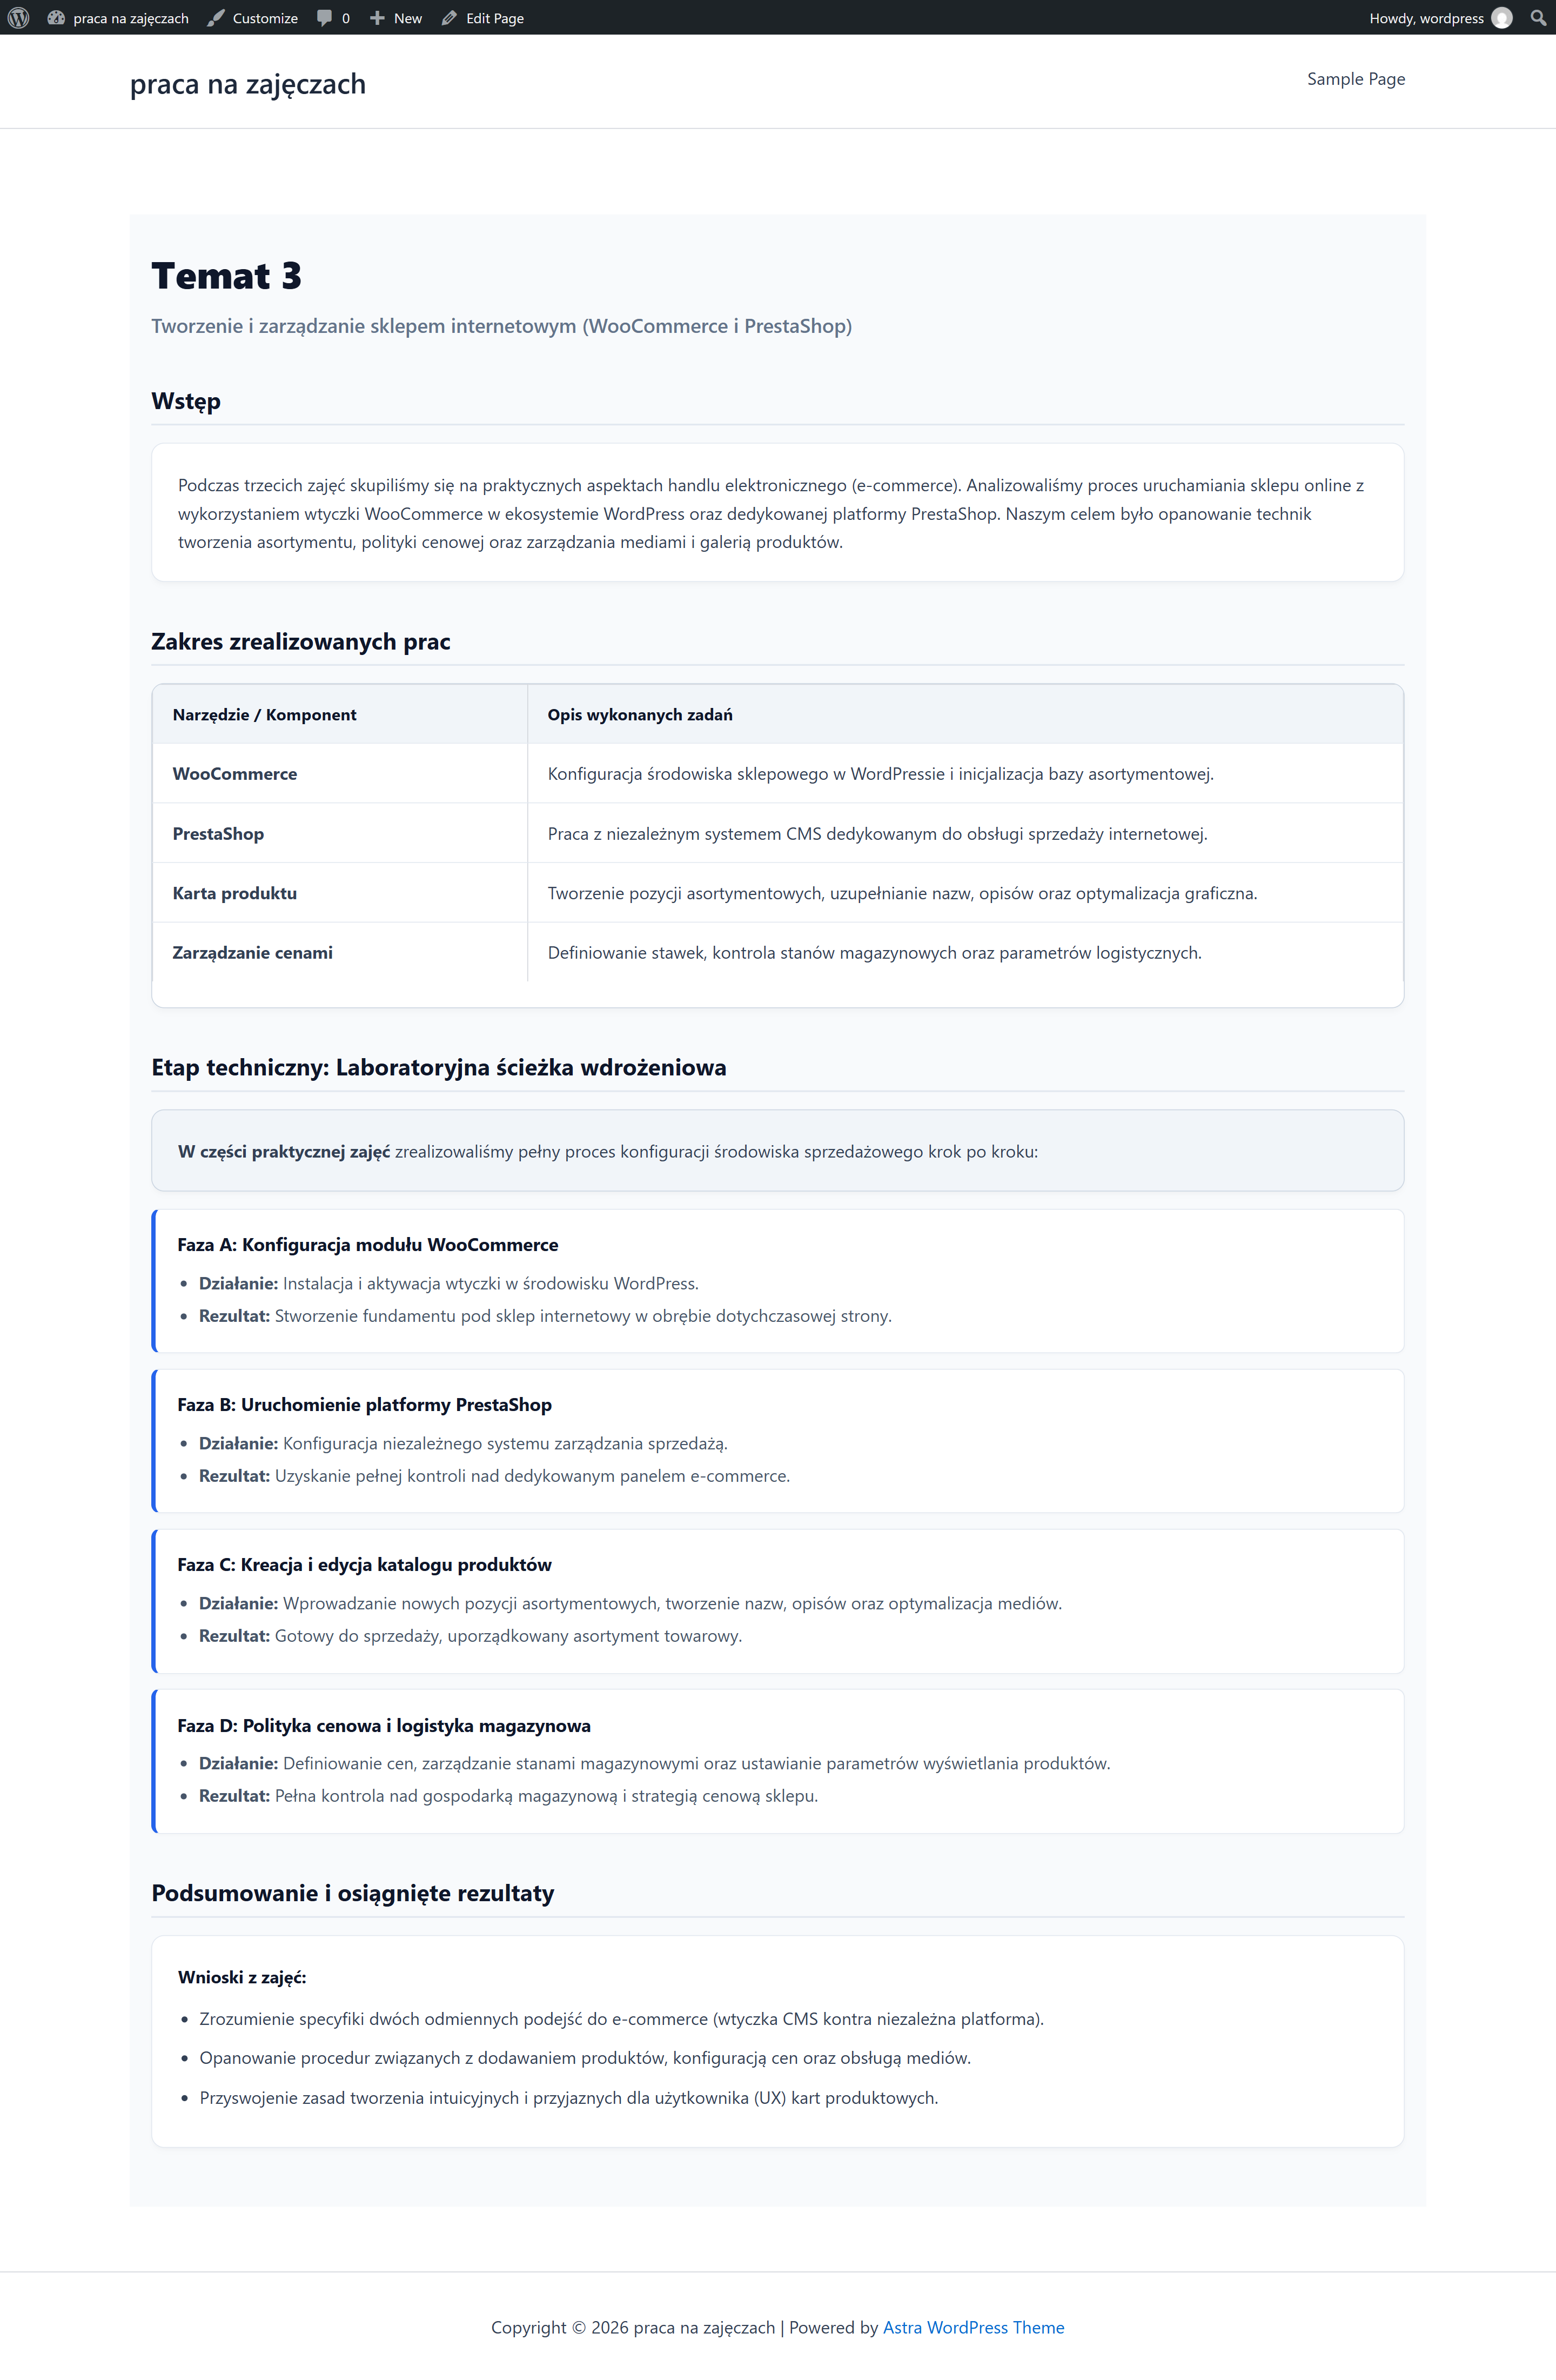 praca na zajęczach
Customize
0
New
Edit Page
Howdy, wordpress
praca na zajęczach
Sample Page
Temat 3
Tworzenie i zarządzanie sklepem internetowym (WooCommerce i PrestaShop)
Wstęp
Podczas trzecich zajęć skupiliśmy się na praktycznych aspektach handlu elektronicznego (e-commerce). Analizowaliśmy proces uruchamiania sklepu online z
wykorzystaniem wtyczki WooCommerce w ekosystemie WordPress oraz dedykowanej platformy PrestaShop. Naszym celem było opanowanie technik
tworzenia asortymentu, polityki cenowej oraz zarządzania mediami i galerią produktów.
Zakres zrealizowanych prac
Narzędzie / Komponent
Opis wykonanych zadań
WooCommerce
Konfiguracja środowiska sklepowego w WordPressie i inicjalizacja bazy asortymentowej.
PrestaShop
Praca z niezależnym systemem CMS dedykowanym do obsługi sprzedaży internetowej.
Karta produktu
Tworzenie pozycji asortymentowych, uzupełnianie nazw, opisów oraz optymalizacja graficzna.
Zarządzanie cenami
Definiowanie stawek, kontrola stanów magazynowych oraz parametrów logistycznych.
Etap techniczny: Laboratoryjna ścieżka wdrożeniowa
W części praktycznej zajęć zrealizowaliśmy pełny proces konfiguracji środowiska sprzedażowego krok po kroku:
Faza A: Konfiguracja modułu WooCommerce
• Działanie: Instalacja i aktywacja wtyczki w środowisku WordPress.
• Rezultat: Stworzenie fundamentu pod sklep internetowy w obrębie dotychczasowej strony.
Faza B: Uruchomienie platformy PrestaShop
• Działanie: Konfiguracja niezależnego systemu zarządzania sprzedażą.
• Rezultat: Uzyskanie pełnej kontroli nad dedykowanym panelem e-commerce.
Faza C: Kreacja i edycja katalogu produktów
• Działanie: Wprowadzanie nowych pozycji asortymentowych, tworzenie nazw, opisów oraz optymalizacja mediów.
• Rezultat: Gotowy do sprzedaży, uporządkowany asortyment towarowy.
Faza D: Polityka cenowa i logistyka magazynowa
• Działanie: Definiowanie cen, zarządzanie stanami magazynowymi oraz ustawianie parametrów wyświetlania produktów.
• Rezultat: Pełna kontrola nad gospodarką magazynową i strategią cenową sklepu.
Podsumowanie i osiągnięte rezultaty
Wnioski z zajęć:
• Zrozumienie specyfiki dwóch odmiennych podejść do e-commerce (wtyczka CMS kontra niezależna platforma).
• Opanowanie procedur związanych z dodawaniem produktów, konfiguracją cen oraz obsługą mediów.
• Przyswojenie zasad tworzenia intuicyjnych i przyjaznych dla użytkownika (UX) kart produktowych.
Copyright © 2026 praca na zajęczach | Powered by Astra WordPress Theme